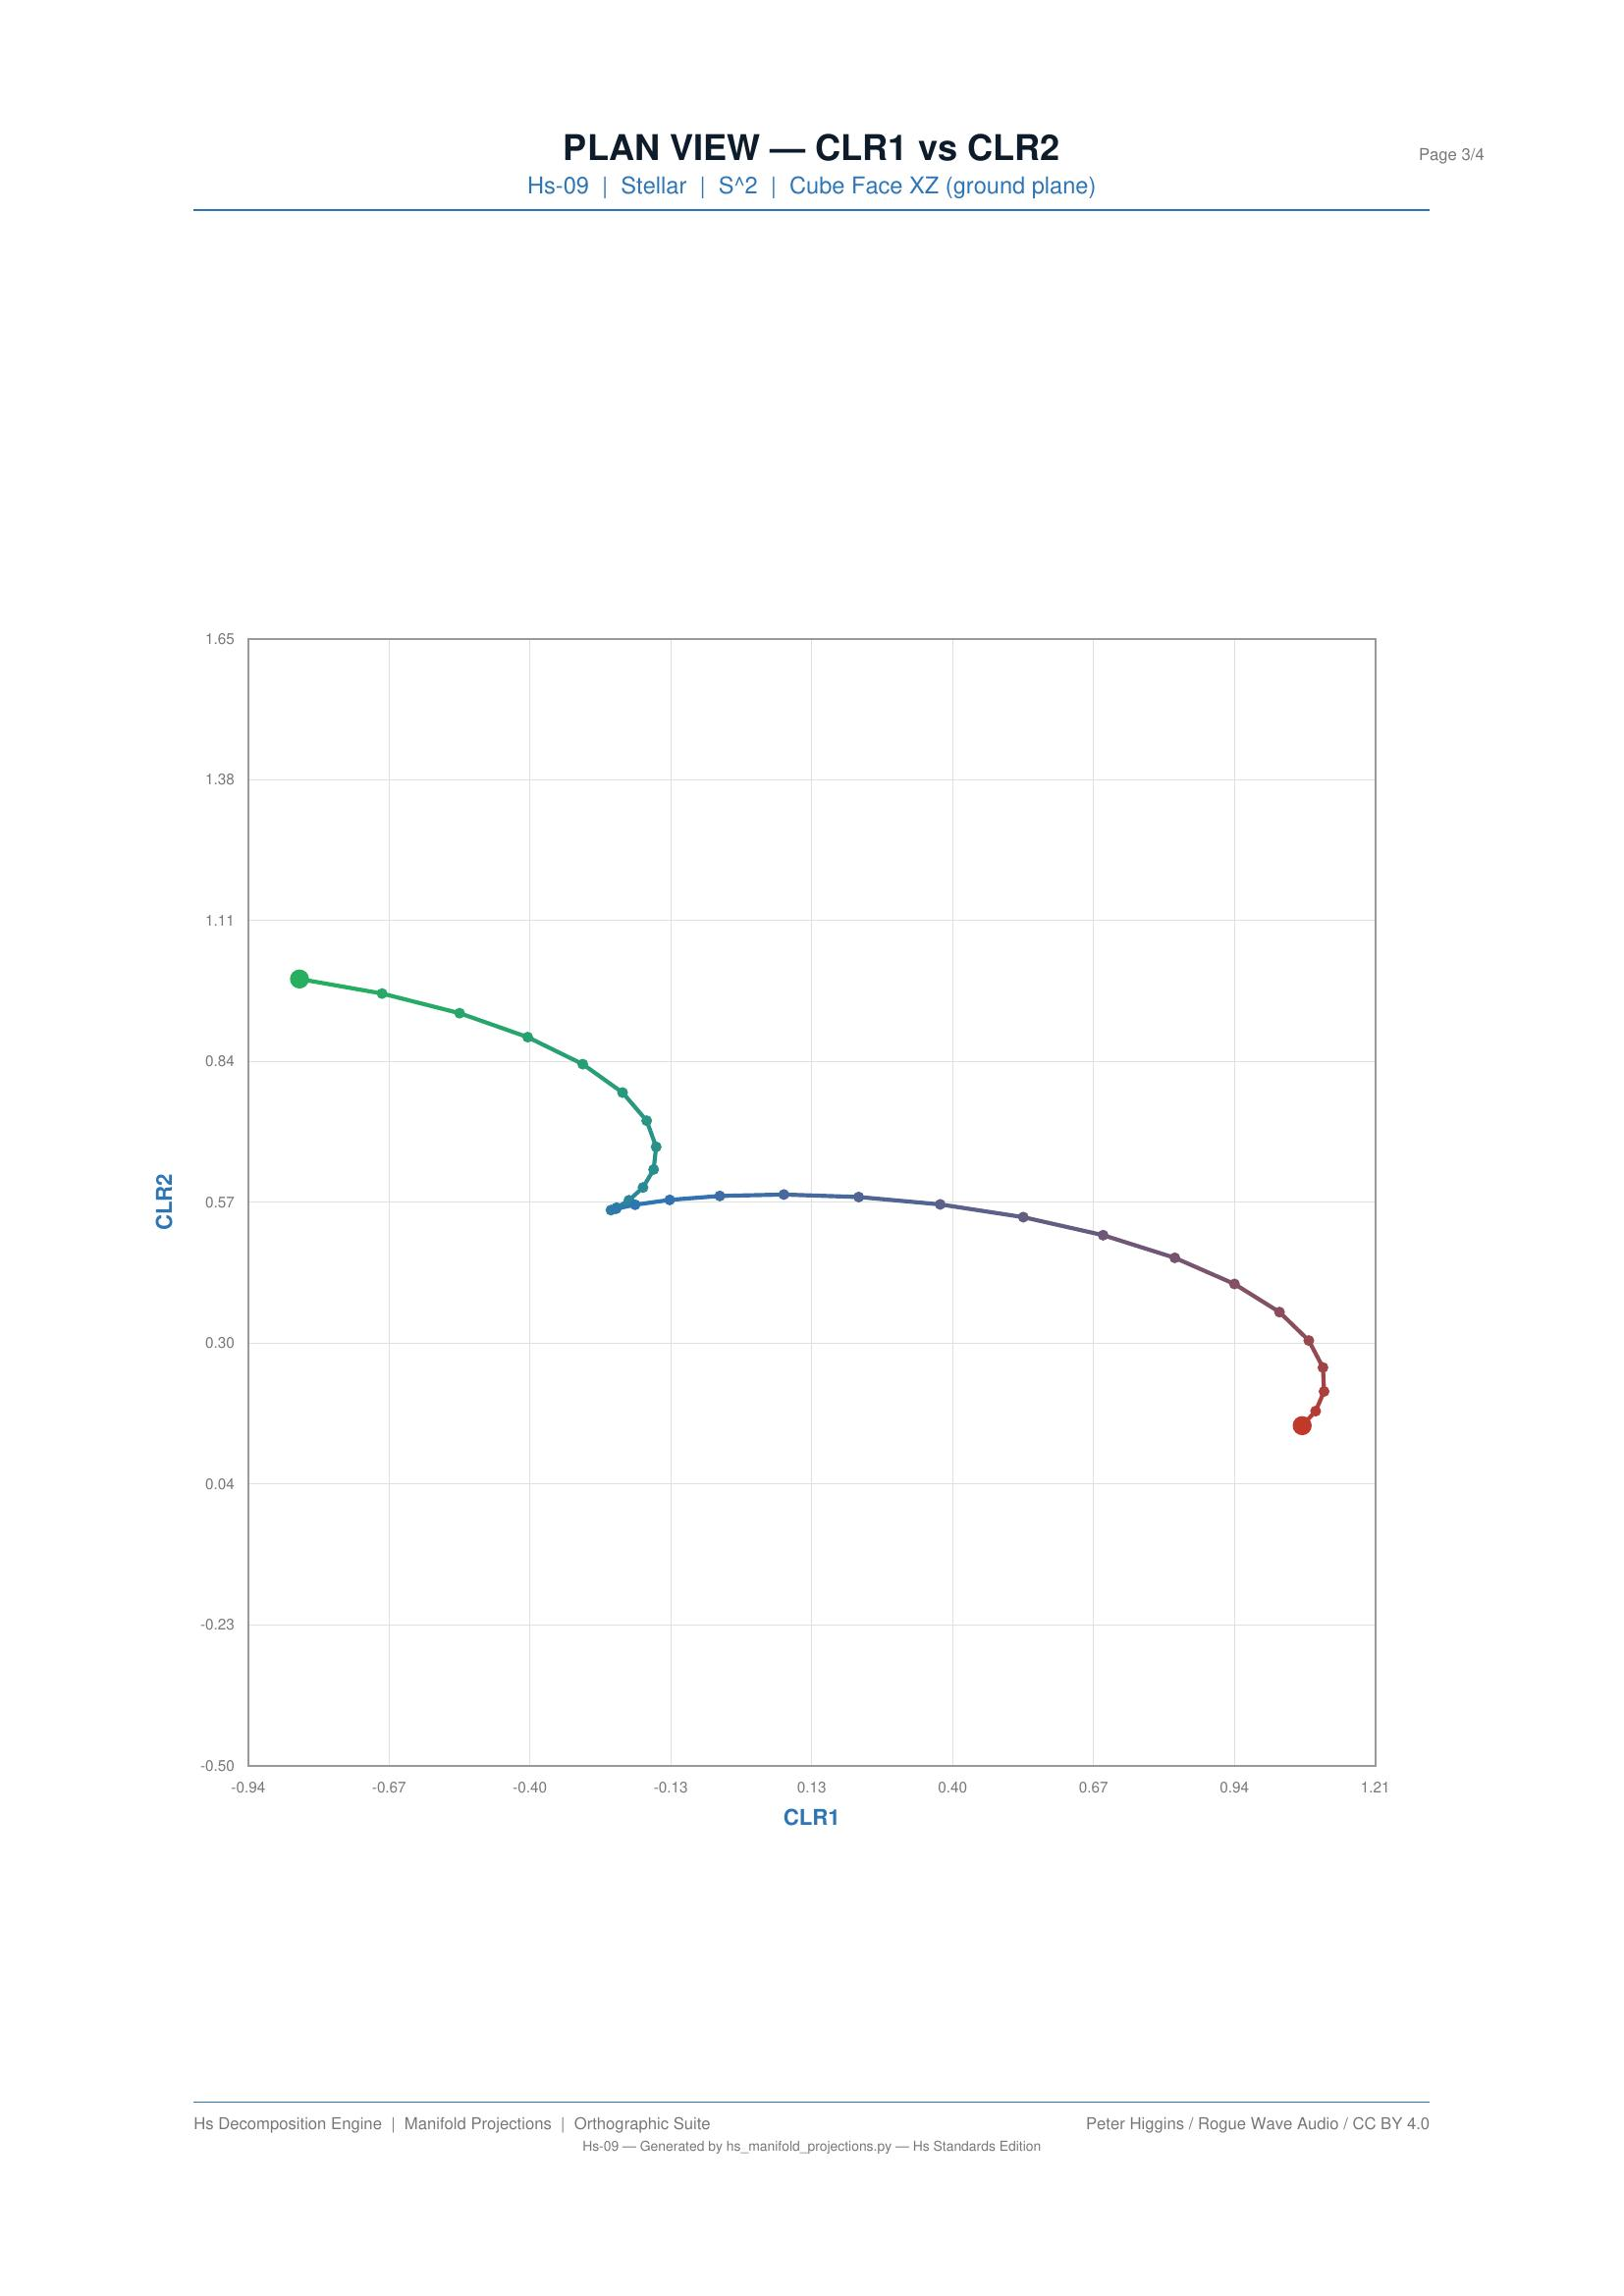 PLAN VIEW — CLR1 vs CLR2
Page 3/4
Hs-09 | Stellar | S^2 | Cube Face XZ (ground plane)
1.65
1.38
1.11
0.84
0.57
0.30
0.04
-0.23
-0.50
CLR2
-0.94 -0.67 -0.40 -0.13 0.13 0.40 0.67 0.94 1.21
CLR1
Hs Decomposition Engine | Manifold Projections | Orthographic Suite
Peter Higgins / Rogue Wave Audio / CC BY 4.0
Hs-09 — Generated by hs_manifold_projections.py — Hs Standards Edition